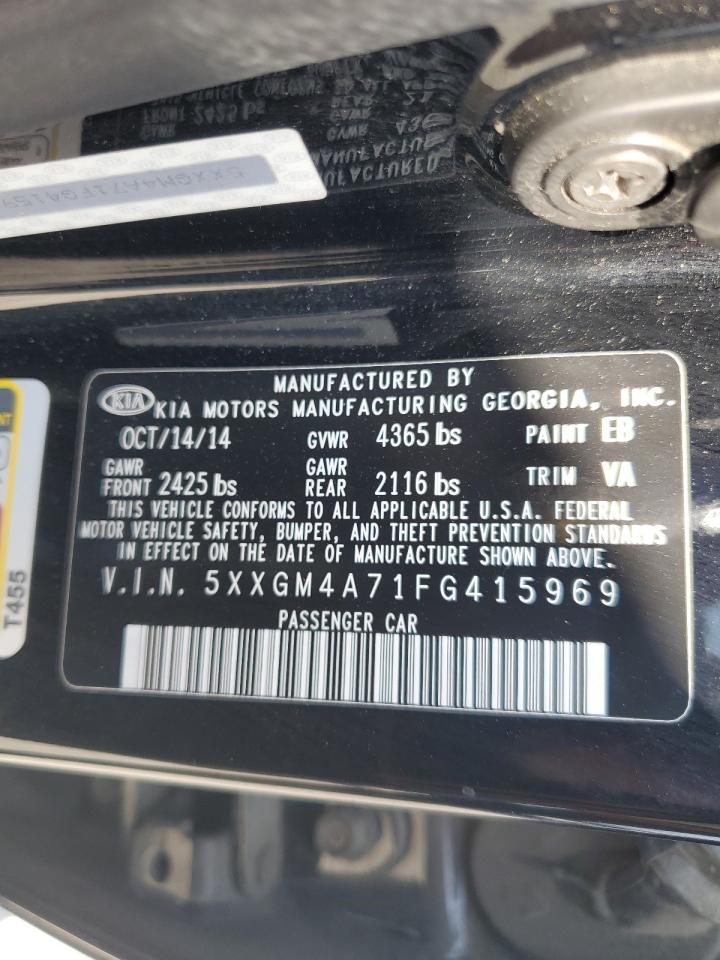 MANUFACTURED BY
KIA KIA MOTORS MANUFACTURING GEORGIA, INC.
OCT/14/14 GVWR 4365 lbs PAINT EB
GAWR FRONT 2425 lbs GAWR REAR 2116 lbs TRIM VA
THIS VEHICLE CONFORMS TO ALL APPLICABLE U.S.A. FEDERAL
MOTOR VEHICLE SAFETY, BUMPER, AND THEFT PREVENTION STANDARDS
IN EFFECT ON THE DATE OF MANUFACTURE SHOWN ABOVE.
V.I.N. 5XXGM4A71FG415969
PASSENGER CAR
T455